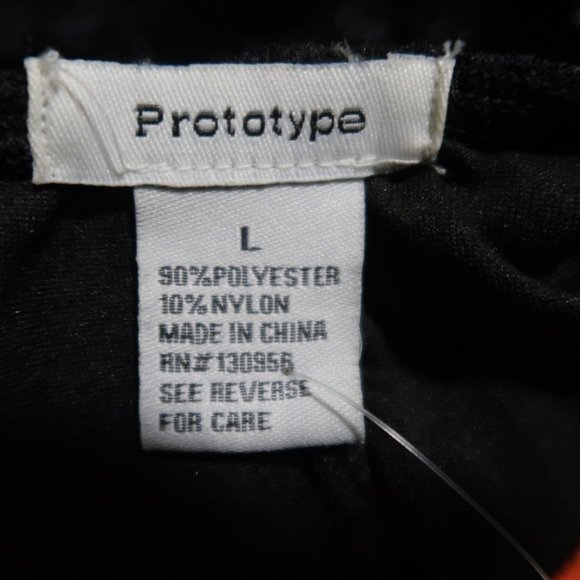 Prototype
L
90%POLYESTER
10%NYLON
MADE IN CHINA
RN#130956
SEE REVERSE
FOR CARE